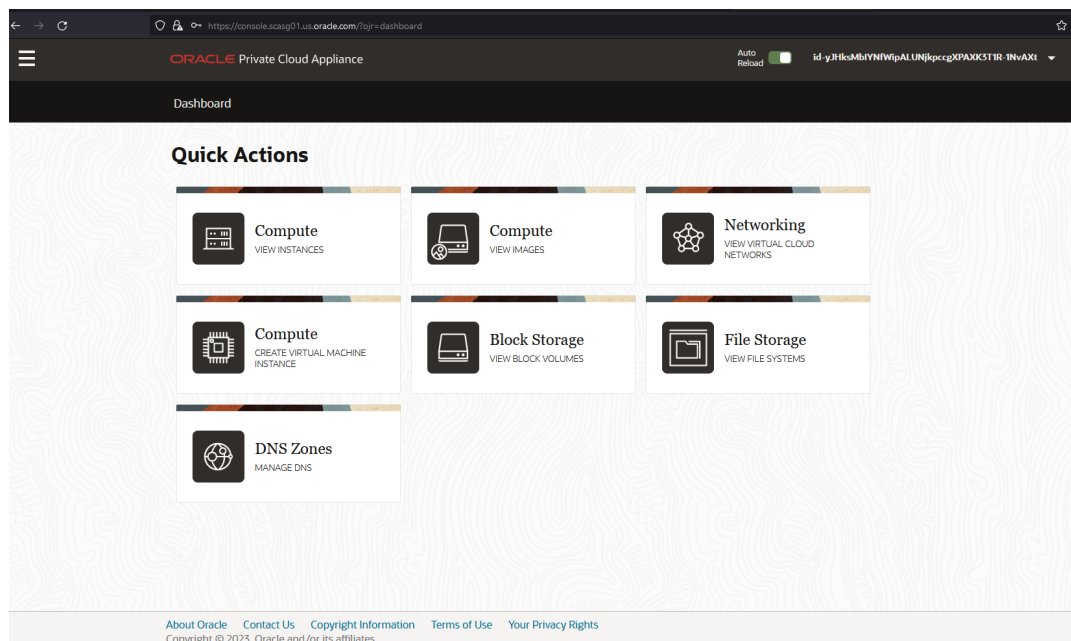 https://console.scasg01.us.oracle.com/?ojr=dashboard
ORACLE Private Cloud Appliance
Auto
Reload
Dashboard
Quick Actions
Compute
VIEW INSTANCES
Compute
VIEW IMAGES
Networking
VIEW VIRTUAL CLOUD
NETWORKS
Compute
CREATE VIRTUAL MACHINE
INSTANCE
Block Storage
VIEW BLOCK VOLUMES
File Storage
VIEW FILE SYSTEMS
DNS Zones
MANAGE DNS
About Oracle Contact Us Copyright Information Terms of Use Your Privacy Rights
Copyright © 2023, Oracle and/or its affiliates